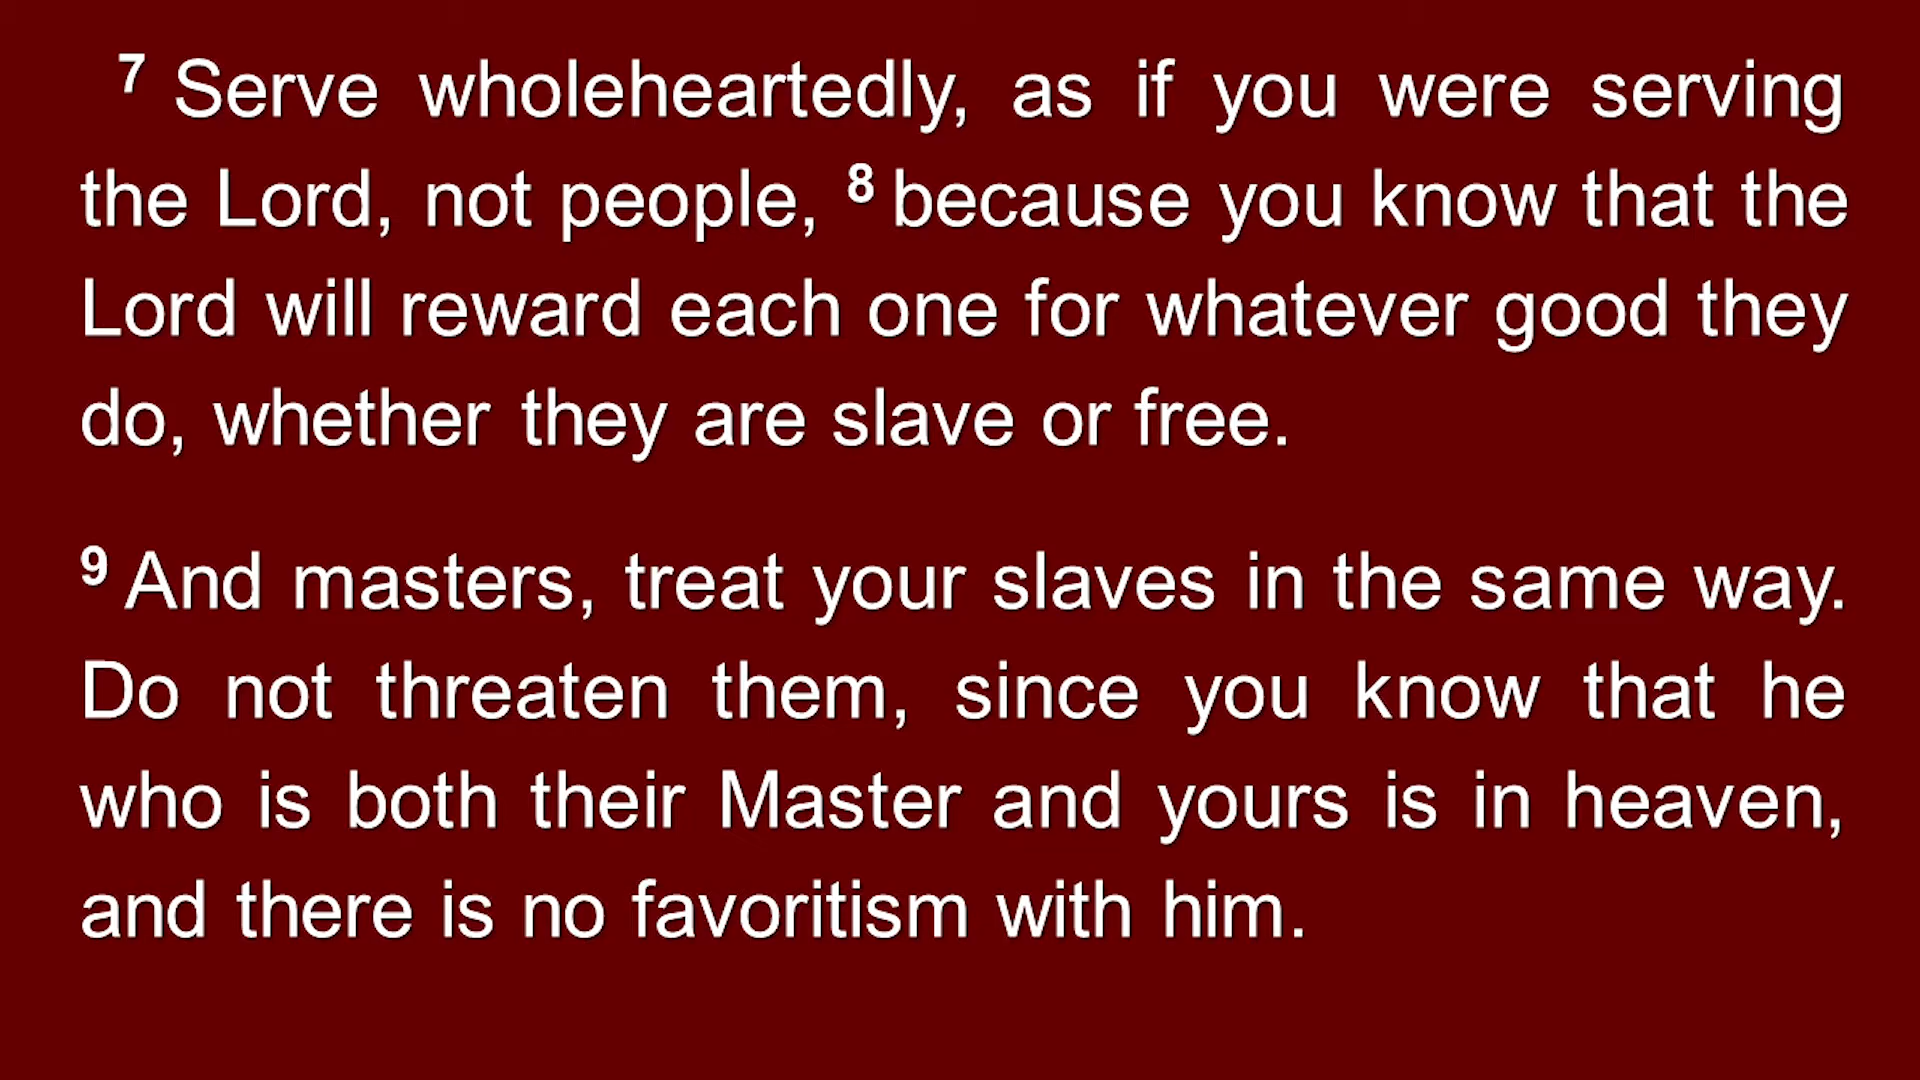 7 Serve wholeheartedly, as if you were serving
the Lord, not people, 8 because you know that the
Lord will reward each one for whatever good they
do, whether they are slave or free.
9 And masters, treat your slaves in the same way.
Do not threaten them, since you know that he
who is both their Master and yours is in heaven,
and there is no favoritism with him.